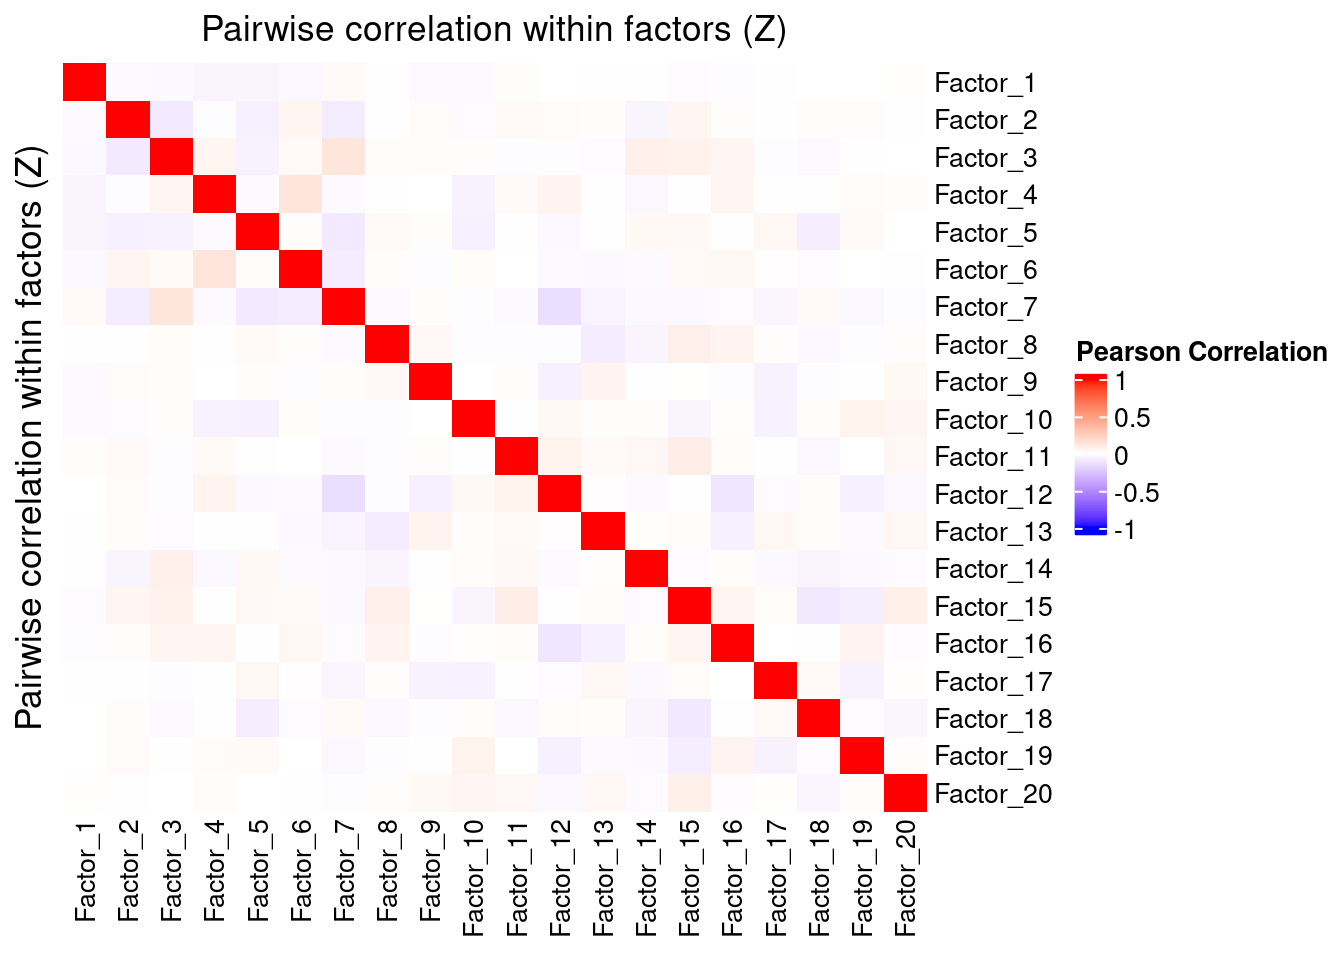 Pairwise correlation within factors (Z)
Pairwise correlation within factors (Z)
Factor_1
Factor_2
Factor_3
Factor_4
Factor_5
Factor_6
Factor_7
Factor_8
Factor_9
Factor_10
Factor_11
Factor_12
Factor_13
Factor_14
Factor_15
Factor_16
Factor_17
Factor_18
Factor_19
Factor_20
Pearson Correlation
1
0.5
0
-0.5
-1
Factor_1
Factor_2
Factor_3
Factor_4
Factor_5
Factor_6
Factor_7
Factor_8
Factor_9
Factor_10
Factor_11
Factor_12
Factor_13
Factor_14
Factor_15
Factor_16
Factor_17
Factor_18
Factor_19
Factor_20